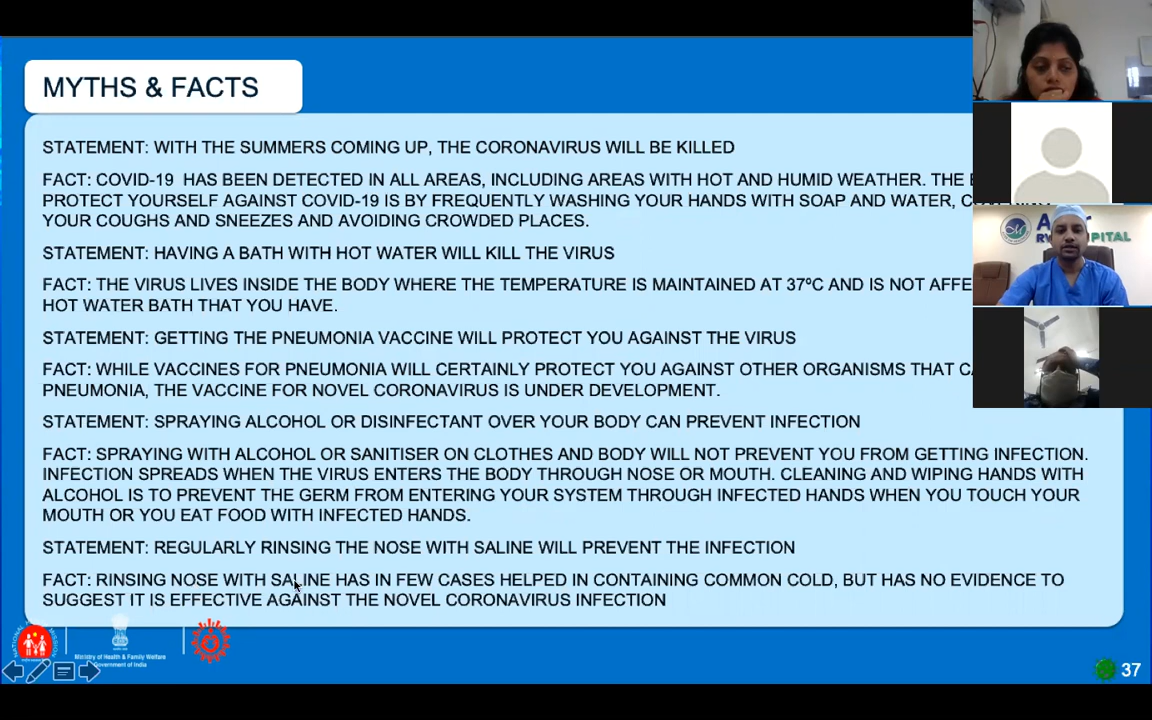 MYTHS & FACTS
STATEMENT: WITH THE SUMMERS COMING UP, THE CORONAVIRUS WILL BE KILLED
FACT: COVID-19 HAS BEEN DETECTED IN ALL AREAS, INCLUDING AREAS WITH HOT AND HUMID WEATHER. THE
PROTECT YOURSELF AGAINST COVID-19 IS BY FREQUENTLY WASHING YOUR HANDS WITH SOAP AND WATER,
YOUR COUGHS AND SNEEZES AND AVOIDING CROWDED PLACES.
STATEMENT: HAVING A BATH WITH HOT WATER WILL KILL THE VIRUS
FACT: THE VIRUS LIVES INSIDE THE BODY WHERE THE TEMPERATURE IS MAINTAINED AT 37ºC AND IS NOT
HOT WATER BATH THAT YOU HAVE.
STATEMENT: GETTING THE PNEUMONIA VACCINE WILL PROTECT YOU AGAINST THE VIRUS
FACT: WHILE VACCINES FOR PNEUMONIA WILL CERTAINLY PROTECT YOU AGAINST OTHER ORGANISMS THAT
PNEUMONIA, THE VACCINE FOR NOVEL CORONAVIRUS IS UNDER DEVELOPMENT.
STATEMENT: SPRAYING ALCOHOL OR DISINFECTANT OVER YOUR BODY CAN PREVENT INFECTION
FACT: SPRAYING WITH ALCOHOL OR SANITISER ON CLOTHES AND BODY WILL NOT PREVENT YOU FROM GETTING INFECTION.
INFECTION SPREADS WHEN THE VIRUS ENTERS THE BODY THROUGH NOSE OR MOUTH. CLEANING AND WIPING HANDS WITH
ALCOHOL IS TO PREVENT THE GERM FROM ENTERING YOUR SYSTEM THROUGH INFECTED HANDS WHEN YOU TOUCH YOUR
MOUTH OR YOU EAT FOOD WITH INFECTED HANDS.
STATEMENT: REGULARLY RINSING THE NOSE WITH SALINE WILL PREVENT THE INFECTION
FACT: RINSING NOSE WITH SALINE HAS IN FEW CASES HELPED IN CONTAINING COMMON COLD, BUT HAS NO EVIDENCE TO
SUGGEST IT IS EFFECTIVE AGAINST THE NOVEL CORONAVIRUS INFECTION
Ministry of Health & Family Welfare
Government of India
37